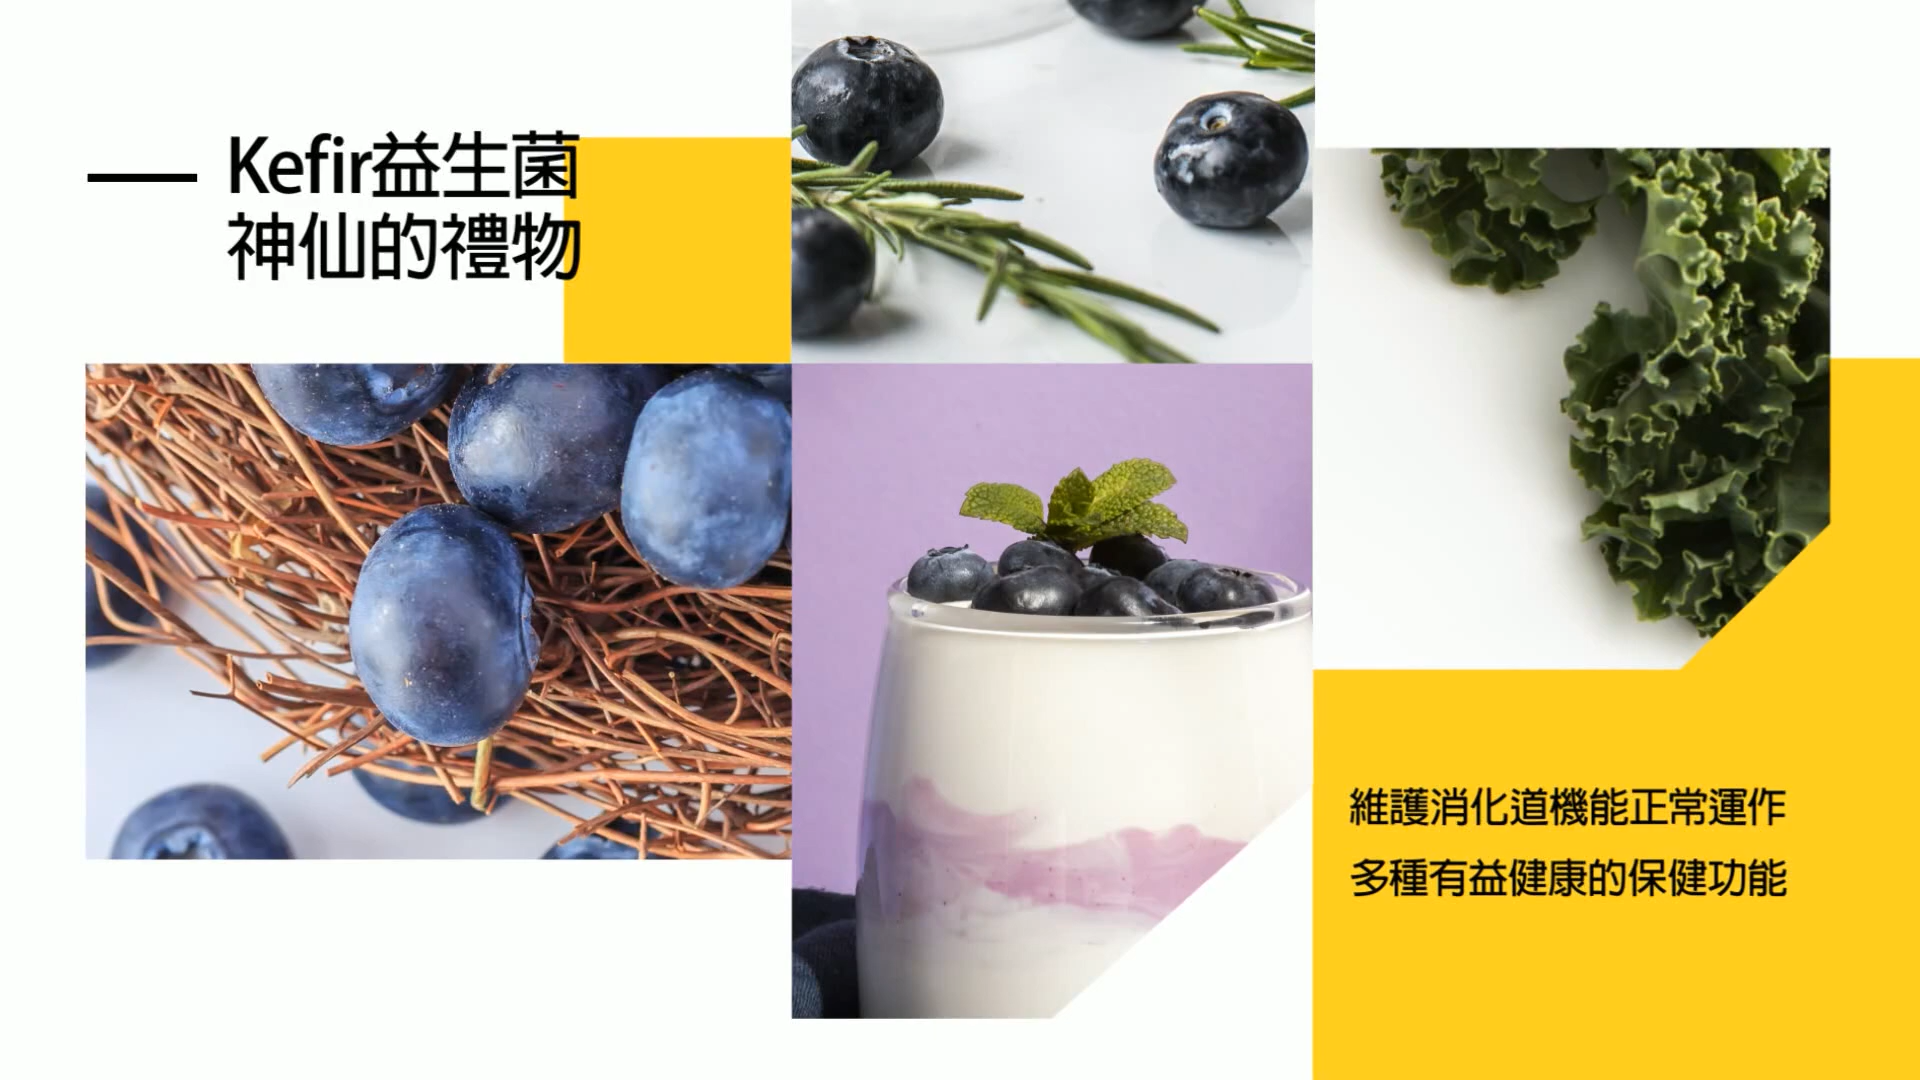 Kefir益生菌
神仙的禮物
維護消化道機能正常運作
多種有益健康的保健功能